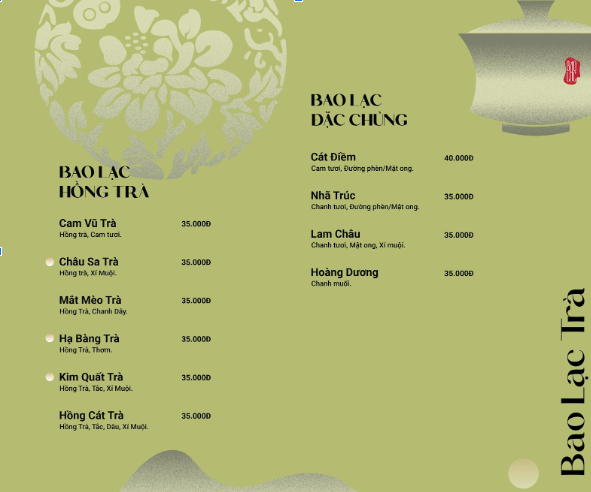 BAO LẠC
HỒNG TRÀ
Cam Vũ Trà 35.000Đ
Hồng trà, Cam tươi.
Châu Sa Trà 35.000Đ
Hồng trà, Xí Muội.
Mắt Mèo Trà 35.000Đ
Hồng Trà, Chanh Dây.
Hạ Bàng Trà 35.000Đ
Hồng Trà, Thơm.
Kim Quất Trà 35.000Đ
Hồng Trà, Tắc, Xí Muội.
Hồng Cát Trà 35.000Đ
Hồng Trà, Tắc, Dâu, Xí Muội.
BAO LẠC
DẶC CHỦNG
Cát Điềm 40.000Đ
Cam tươi, Đường phèn/Mật ong.
Nhã Trúc 35.000Đ
Chanh tươi, Đường phèn/Mật ong.
Lam Châu 35.000Đ
Chanh tươi, Mật ong, Xí muội.
Hoàng Dương 35.000Đ
Chanh muối.
Bao Lạc Trà